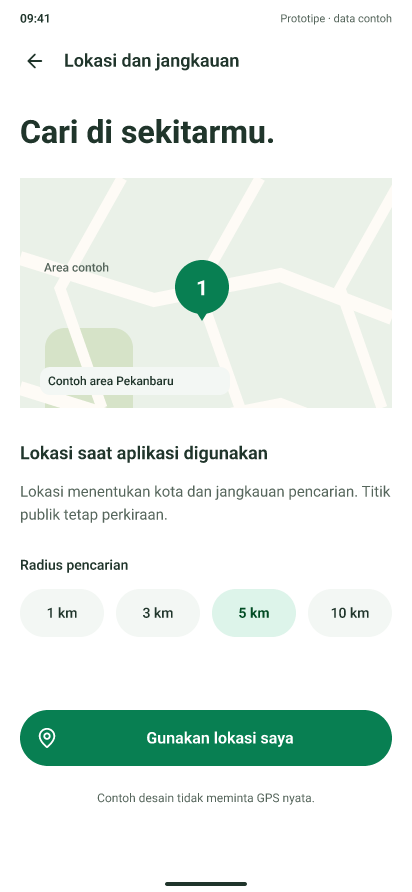 09:41
Prototipe · data contoh
Lokasi dan jangkauan
Cari di sekitarmu.
Area contoh
1
Contoh area Pekanbaru
Lokasi saat aplikasi digunakan
Lokasi menentukan kota dan jangkauan pencarian. Titik
publik tetap perkiraan.
Radius pencarian
1 km
3 km
5 km
10 km
Gunakan lokasi saya
Contoh desain tidak meminta GPS nyata.